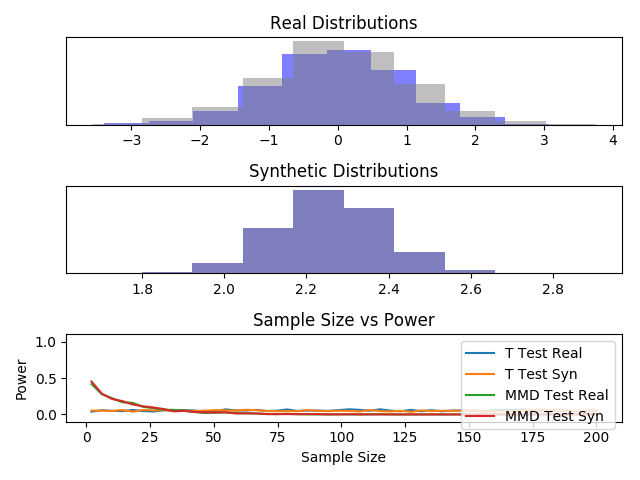 Real Distributions
−3 −2 −1 0 1 2 3 4
Synthetic Distributions
1.8 2.0 2.2 2.4 2.6 2.8
Sample Size vs Power
1.0
0.5
0.0
Power
T Test Real
T Test Syn
MMD Test Real
MMD Test Syn
0 25 50 75 100 125 150 175 200
Sample Size